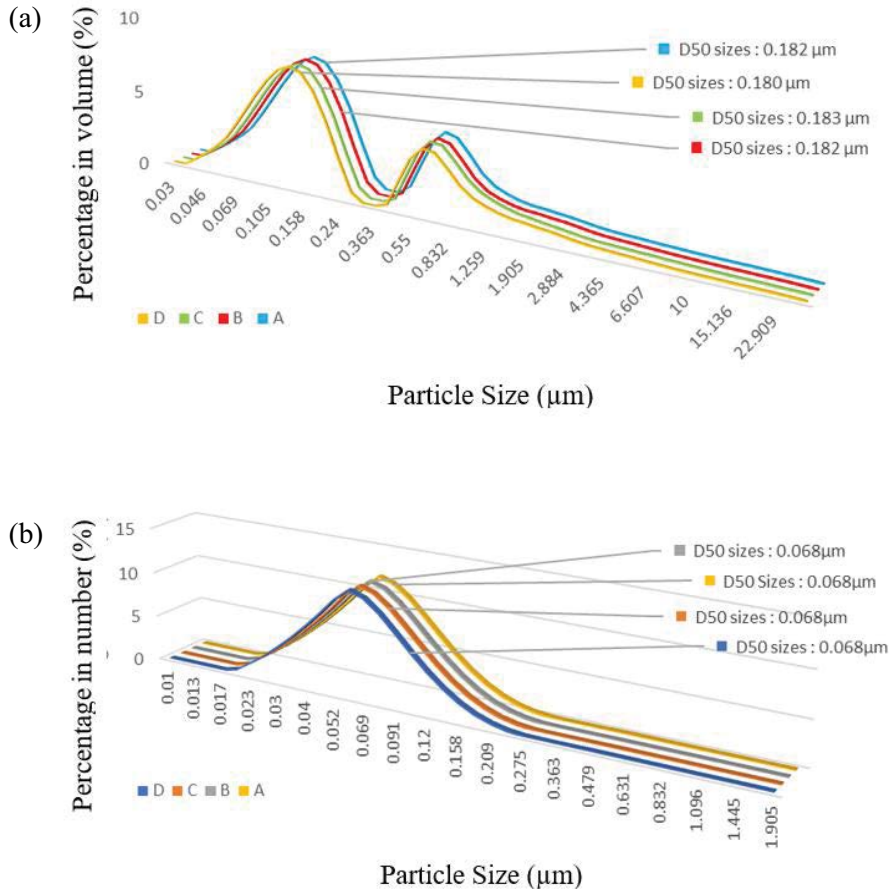 (a)
Percentage in volume (%)
10
5
0
D50 sizes : 0.182 µm
D50 sizes : 0.180 µm
D50 sizes : 0.183 µm
D50 sizes : 0.182 µm
0.03
0.046
0.069
0.105
0.158
0.24
0.363
0.55
0.832
1.259
1.905
2.884
4.365
6.607
10
15.136
22.909
D C B A
Particle Size (µm)
(b)
Percentage in number (%)
15
10
5
0
D50 sizes : 0.068µm
D50 Sizes : 0.068µm
D50 sizes : 0.068µm
D50 sizes : 0.068µm
0.01
0.013
0.017
0.023
0.03
0.04
0.052
0.069
0.091
0.12
0.158
0.209
0.275
0.363
0.479
0.631
0.832
1.096
1.445
1.905
D C B A
Particle Size (µm)